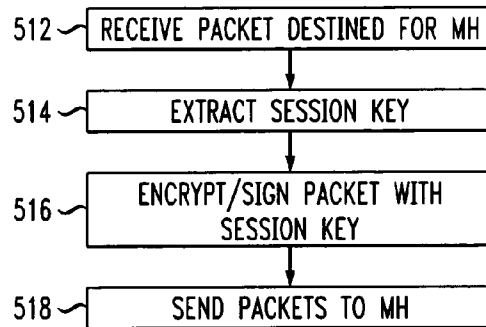 512 RECEIVE PACKET DESTINED FOR MH
514 EXTRACT SESSION KEY
516 ENCRYPT/SIGN PACKET WITH
SESSION KEY
518 SEND PACKETS TO MH